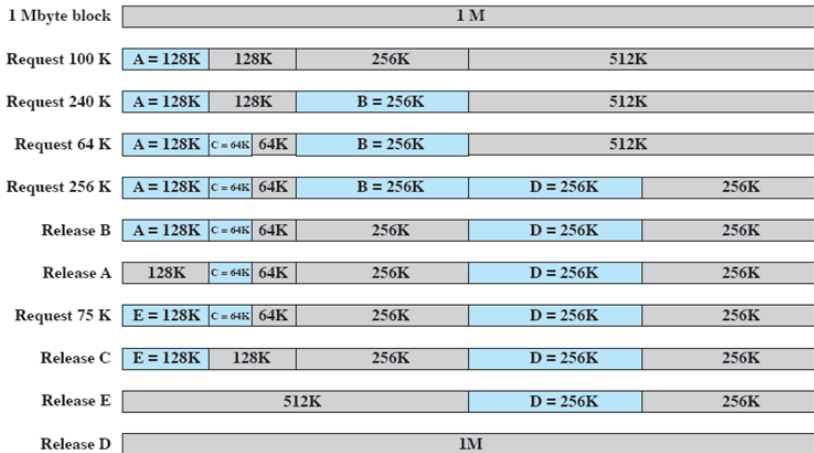 1 Mbyte block 1 M
Request 100 K A = 128K 128K 256K 512K
Request 240 K A = 128K 128K B = 256K 512K
Request 64 K A = 128K C = 64K 64K B = 256K 512K
Request 256 K A = 128K C = 64K 64K B = 256K D = 256K 256K
Release B A = 128K C = 64K 64K 256K D = 256K 256K
Release A 128K C = 64K 64K 256K D = 256K 256K
Request 75 K E = 128K C = 64K 64K 256K D = 256K 256K
Release C E = 128K 128K 256K D = 256K 256K
Release E 512K D = 256K 256K
Release D 1M